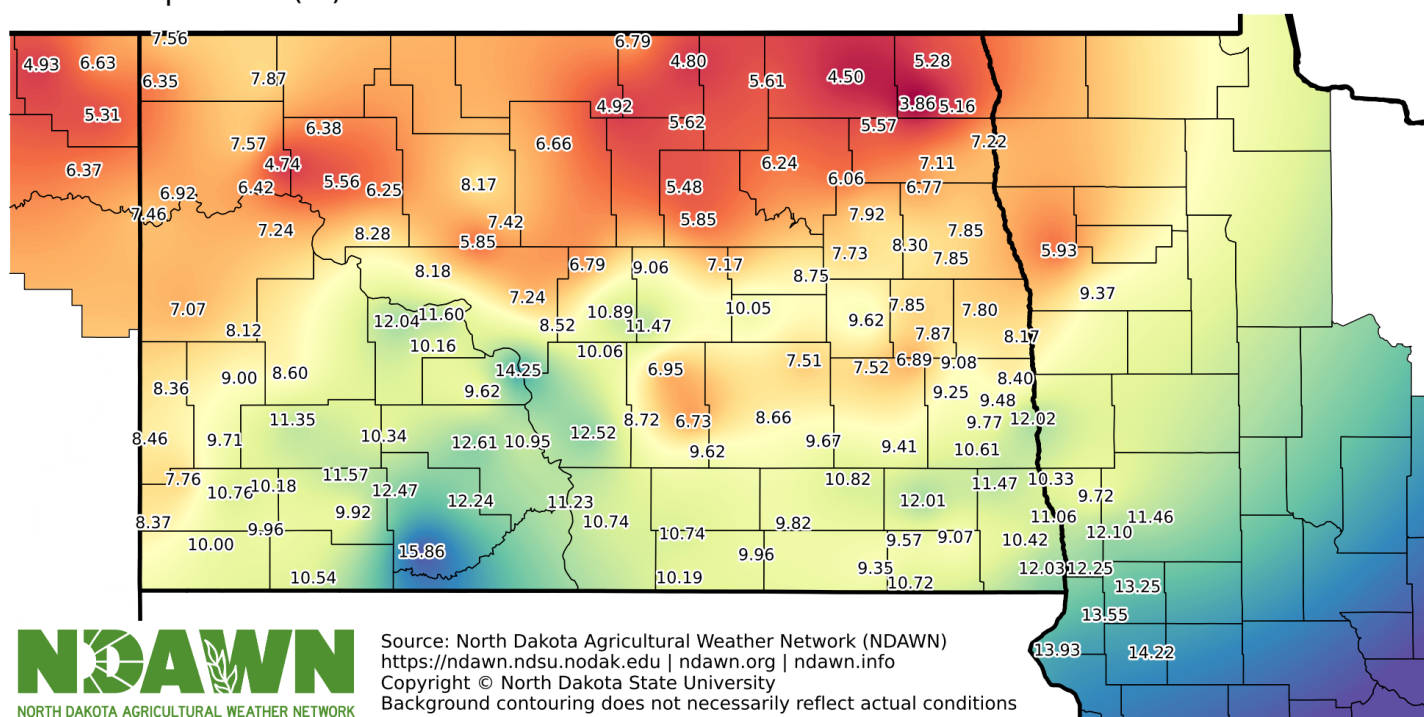 7.56
6.79
4.93 6.63 4.80 5.28
6.35 7.87 5.61 4.50
5.31 4.92 3.86 5.16
6.38 5.62 5.57
7.57 6.66 7.22
6.37 4.74 6.24 7.11
6.92 6.42 5.56 6.25 8.17 5.48 6.06 6.77
7.46 7.42 5.85 7.92
7.24 8.28 5.85 7.73 8.30 7.85 5.93
8.18 6.79 9.06 7.17 8.75 7.85
7.07 7.24 10.89 10.05 7.85 7.80 9.37
8.12 12.04 11.60 8.52 11.47 9.62 7.87 8.17
10.16 10.06 7.51 6.89 9.08
8.36 9.00 8.60 14.25 6.95 7.52 8.40
9.62 9.25 9.48
11.35 8.72 6.73 8.66 9.77 12.02
8.46 9.71 10.34 12.61 10.95 12.52 9.62 9.67 9.41 10.61
7.76 11.57 10.82 11.47 10.33
10.76 10.18 12.47 12.24 11.23 12.01 9.72
8.37 9.96 9.92 10.74 9.82 11.06 11.46
10.00 10.74 9.57 9.07 10.42 12.10
15.86 9.96 9.35 12.03 12.25
10.54 10.19 10.72 13.25
13.55
13.93 14.22
NDAWN
NORTH DAKOTA AGRICULTURAL WEATHER NETWORK
Source: North Dakota Agricultural Weather Network (NDAWN)
https://ndawn.ndsu.nodak.edu | ndawn.org | ndawn.info
Copyright © North Dakota State University
Background contouring does not necessarily reflect actual conditions